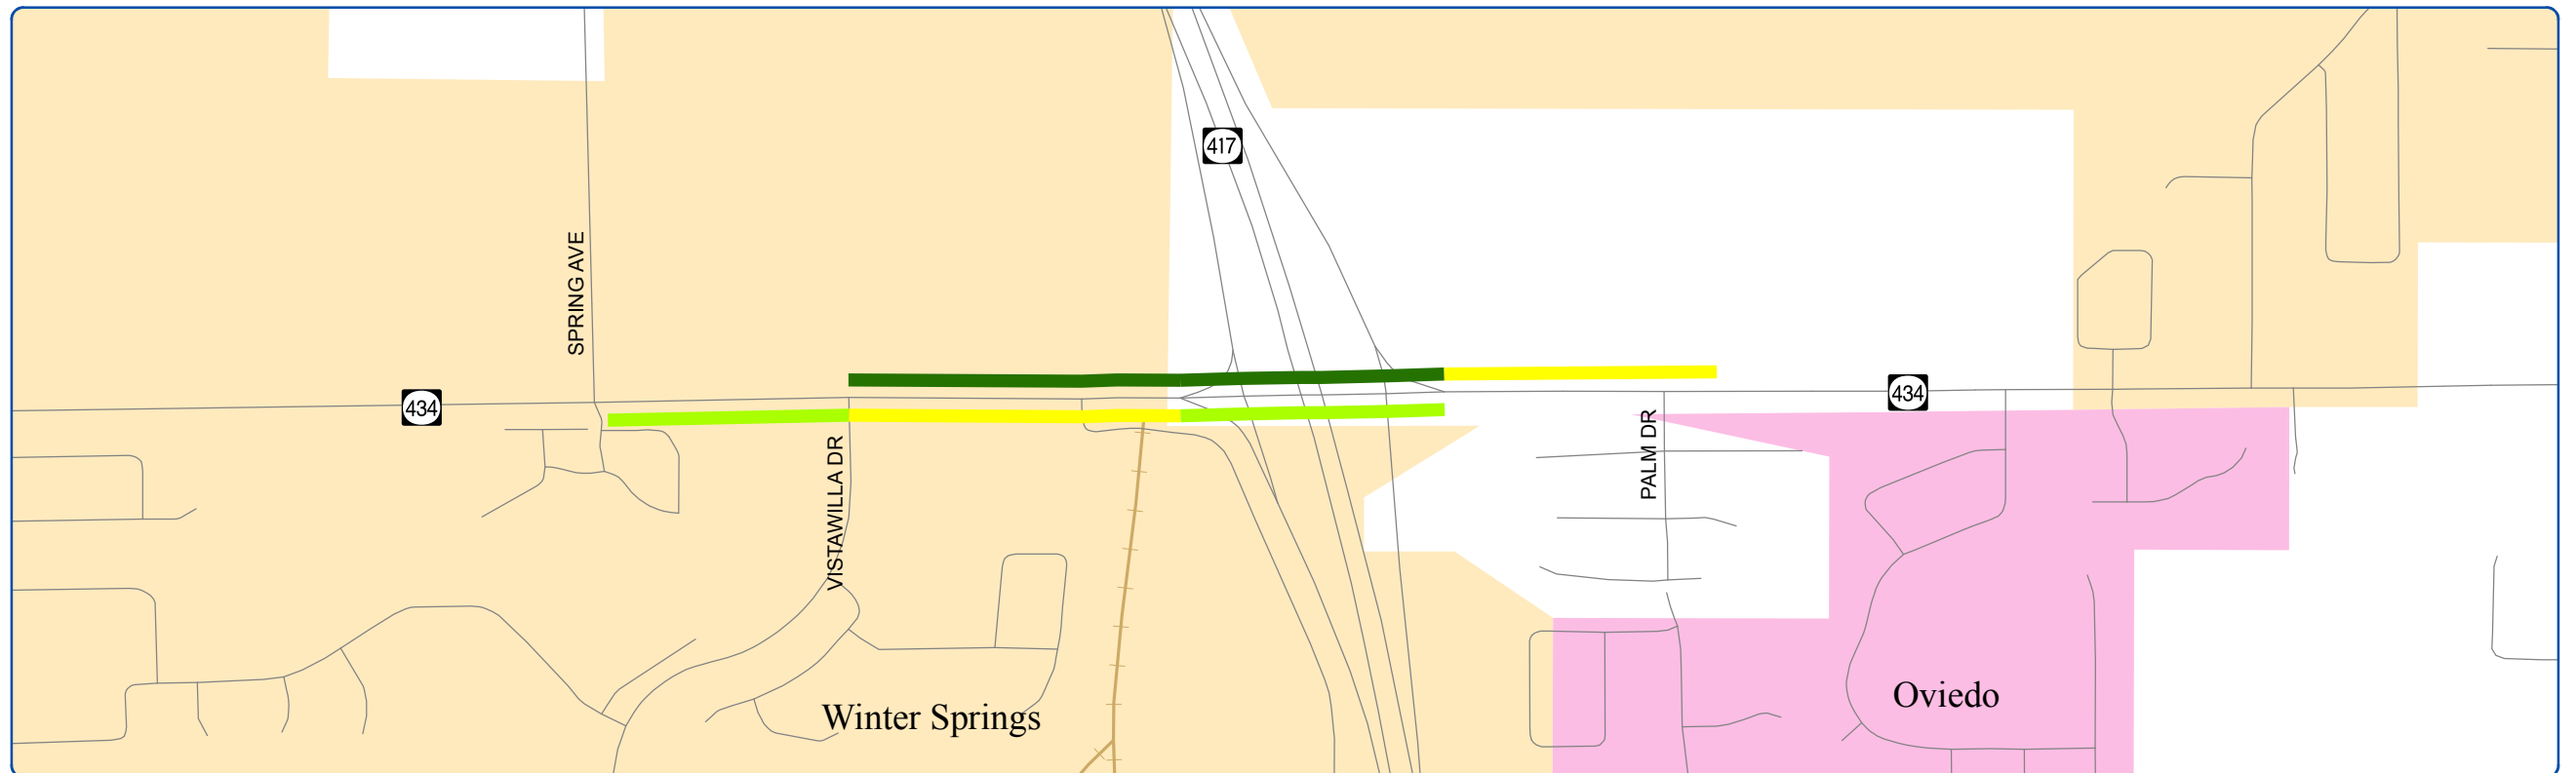 417
SPRING AVE
434
434
PALM DR
VISTAWILLA DR
Oviedo
Winter Springs